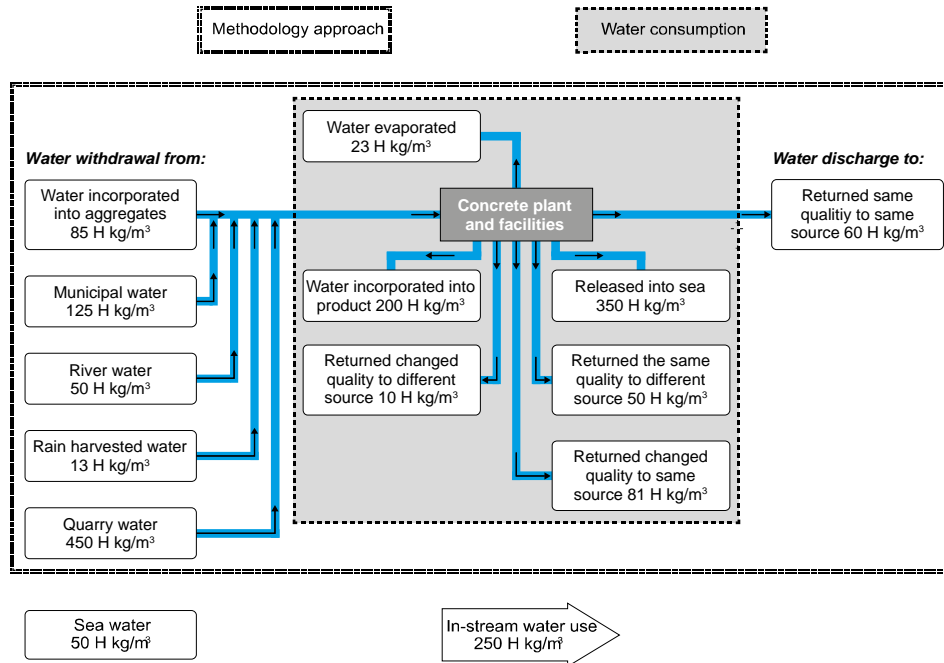 Methodology approach
Water consumption
Water withdrawal from:
Water incorporated
into aggregates
85 H kg/m³
Municipal water
125 H kg/m³
River water
50 H kg/m³
Rain harvested water
13 H kg/m³
Quarry water
450 H kg/m³
Water evaporated
23 H kg/m³
Concrete plant
and facilities
Water incorporated into
product 200 H kg/m³
Released into sea
350 H kg/m³
Returned changed
quality to different
source 10 H kg/m³
Returned the same
quality to different
source 50 H kg/m³
Returned changed
quality to same
source 81 H kg/m³
Water discharge to:
Returned same
qualitiy to same
source 60 H kg/m³
Sea water
50 H kg/m³
In-stream water use
250 H kg/m³